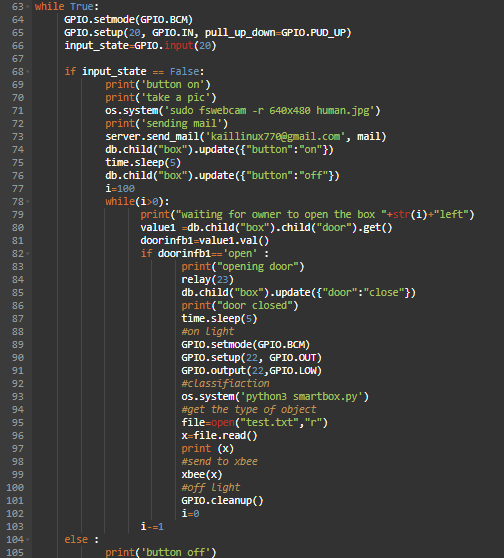 63 while True:
64 GPIO.setmode(GPIO.BCM)
65 GPIO.setup(20, GPIO.IN, pull_up_down=GPIO.PUD_UP)
66 input_state=GPIO.input(20)
67
68 if input_state == False:
69 print('button on')
70 print('take a pic')
71 os.system('sudo fswebcam -r 640x480 human.jpg')
72 print('sending mail')
73 server.send_mail('kaillinux770@gmail.com', mail)
74 db.child("box").update({"button":"on"})
75 time.sleep(5)
76 db.child("box").update({"button":"off"})
77 i=100
78 while(i>0):
79 print("waiting for owner to open the box "+str(i)+"left")
80 value1 =db.child("box").child("door").get()
81 doorinfb1=value1.val()
82 if doorinfb1=='open' :
83 print("opening door")
84 relay(23)
85 db.child("box").update({"door":"close"})
86 print("door closed")
87 time.sleep(5)
88 #on light
89 GPIO.setmode(GPIO.BCM)
90 GPIO.setup(22, GPIO.OUT)
91 GPIO.output(22,GPIO.LOW)
92 #classifiaction
93 os.system('python3 smartbox.py')
94 #get the type of object
95 file=open("test.txt","r")
96 x=file.read()
97 print (x)
98 #send to xbee
99 xbee(x)
100 #off light
101 GPIO.cleanup()
102 i=0
103 i-=1
104 else :
105 print('button off')